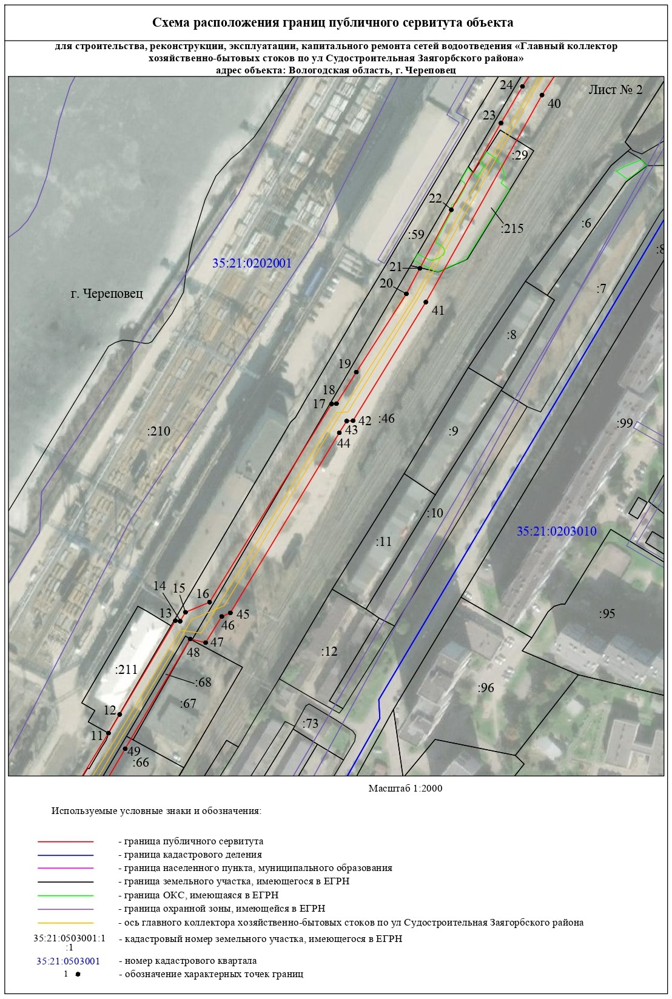 Схема расположения границ публичного сервитута объекта
для строительства, реконструкции, эксплуатации, капитального ремонта сетей водоотведения «Главный коллектор
хозяйственно-бытовых стоков по ул Судостроительная Заягорбского района»
адрес объекта: Вологодская область, г. Череповец
Лист № 2
24
40
23
:29
22
:6
:215
:59
:8
35:21:0202001
21
20
:7
г. Череповец
41
:8
19
18
17
42
:46
:99
43
:210
:9
44
:10
35:21:0203010
:11
14
15
16
13
45
:95
46
47
48
:12
:211
:68
:96
:67
12
:73
11
49
:66
Масштаб 1:2000
Используемые условные знаки и обозначения:
- граница публичного сервитута
- граница кадастрового деления
- граница населенного пункта, муниципального образования
- граница земельного участка, имеющегося в ЕГРН
- граница ОКС, имеющаяся в ЕГРН
- граница охранной зоны, имеющейся в ЕГРН
- ось главного коллектора хозяйственно-бытовых стоков по ул Судостроительная Заягорбского района
35:21:0503001:1 - кадастровый номер земельного участка, имеющегося в ЕГРН
:1
35:21:0503001 - номер кадастрового квартала
1 - обозначение характерных точек границ